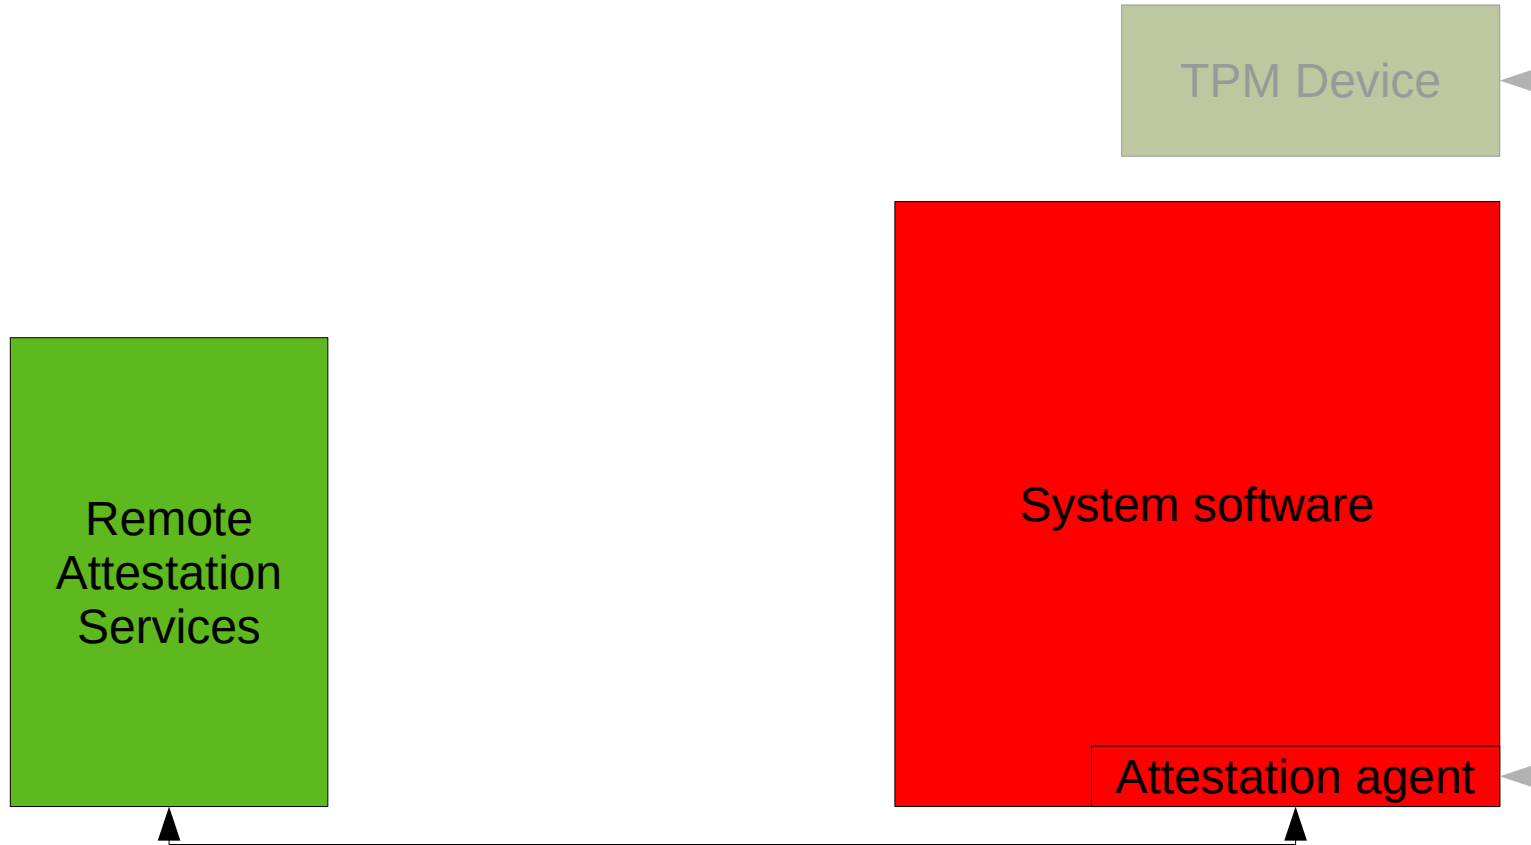 TPM Device
System software
Remote
Attestation
Services
Attestation agent